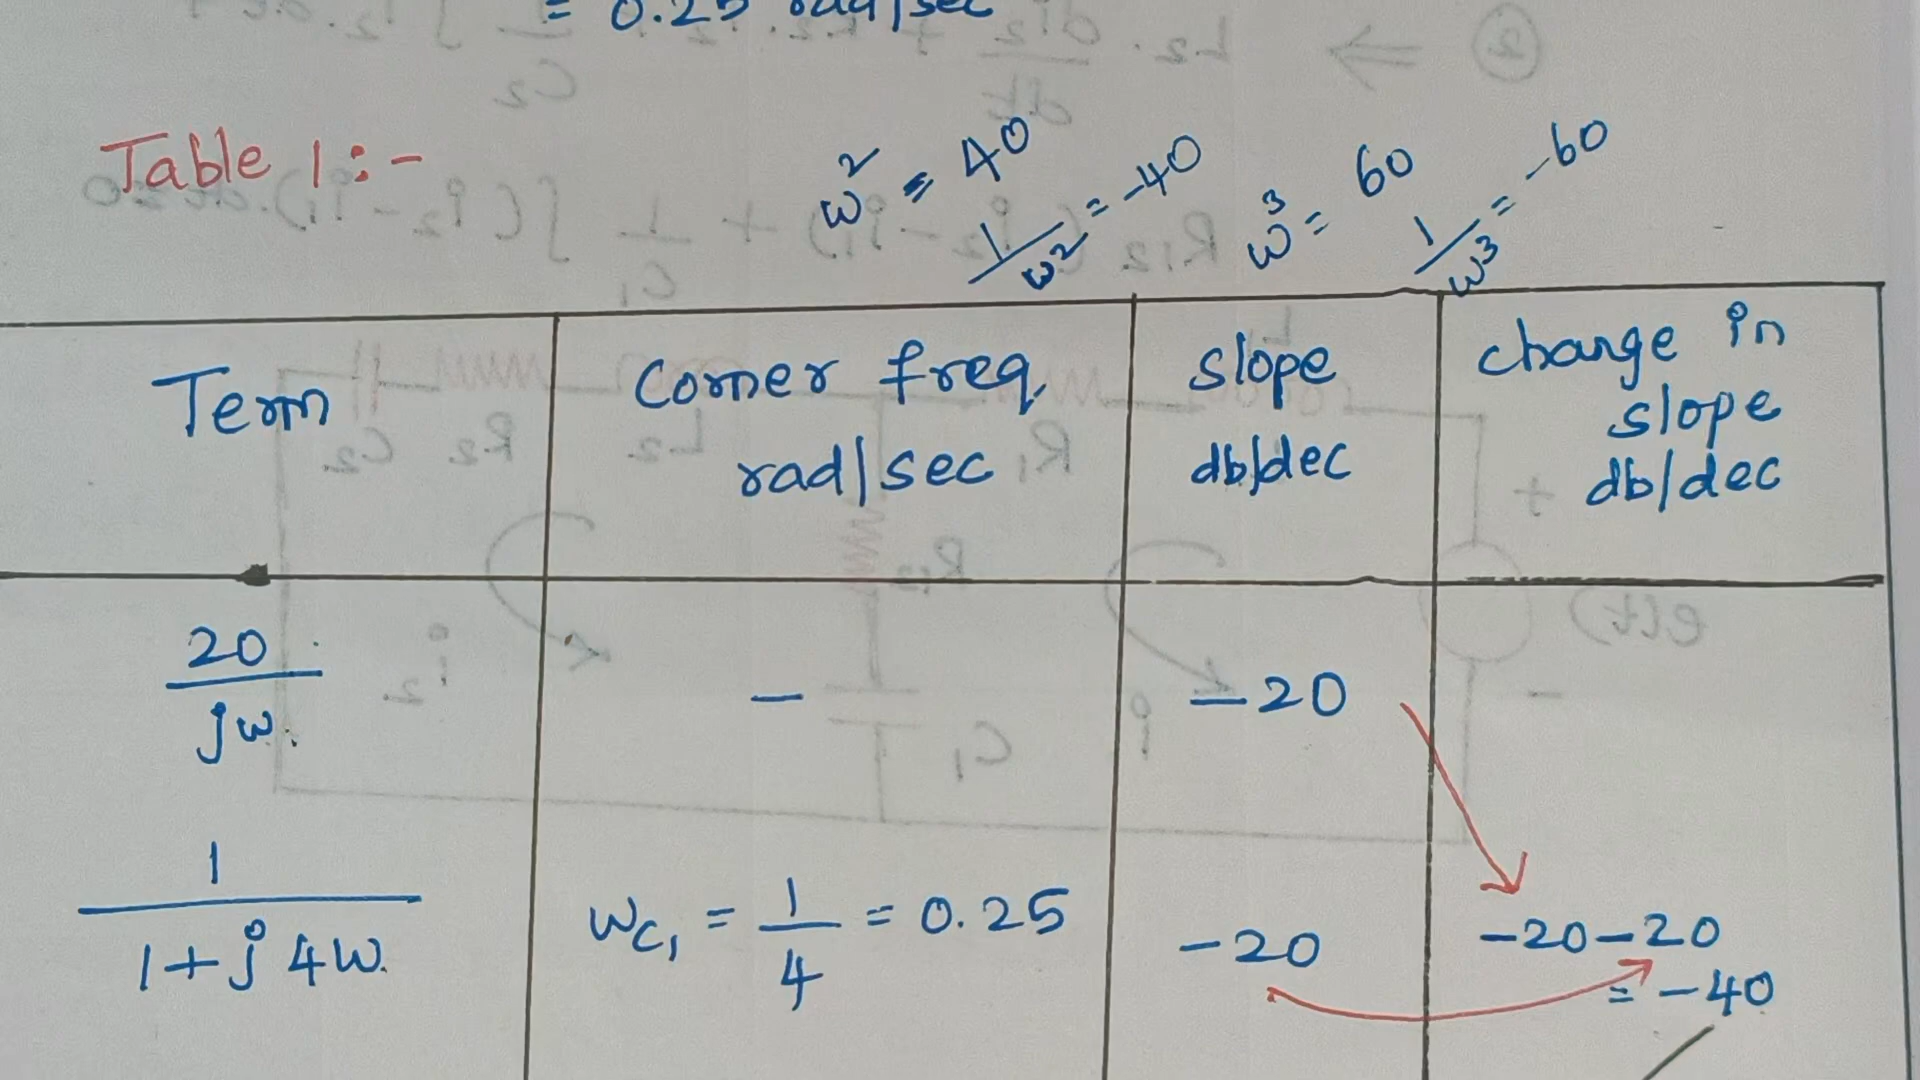 = 0.25 rad/sec
Table 1:-
ω² = 40
1/ω² = -40
ω³ = 60
1/ω³ = -60
Term
Corner freq
rad/sec
slope
db/dec
change in
slope
db/dec
20
jω
-
-20
1
1+j4ω
ωc₁ = 1/4 = 0.25
-20
-20-20
= -40